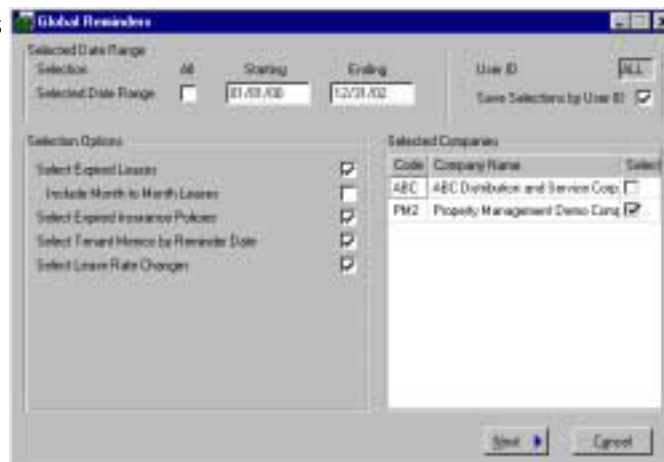 Global Reminders
Selected Date Range
Selection All Starting Ending User ID ALL
Selected Date Range 01/01/00 12/31/02 Save Selections by User ID
Selection Options
Select Expired Leases
Include Month to Month Leases
Select Expired Insurance Policies
Select Tenant Memos by Reminder Date
Select Lease Rate Changes
Selected Companies
Code Company Name Select
ABC ABC Distribution and Service Corp.
PM2 Property Management Demo Comp
Next Cancel